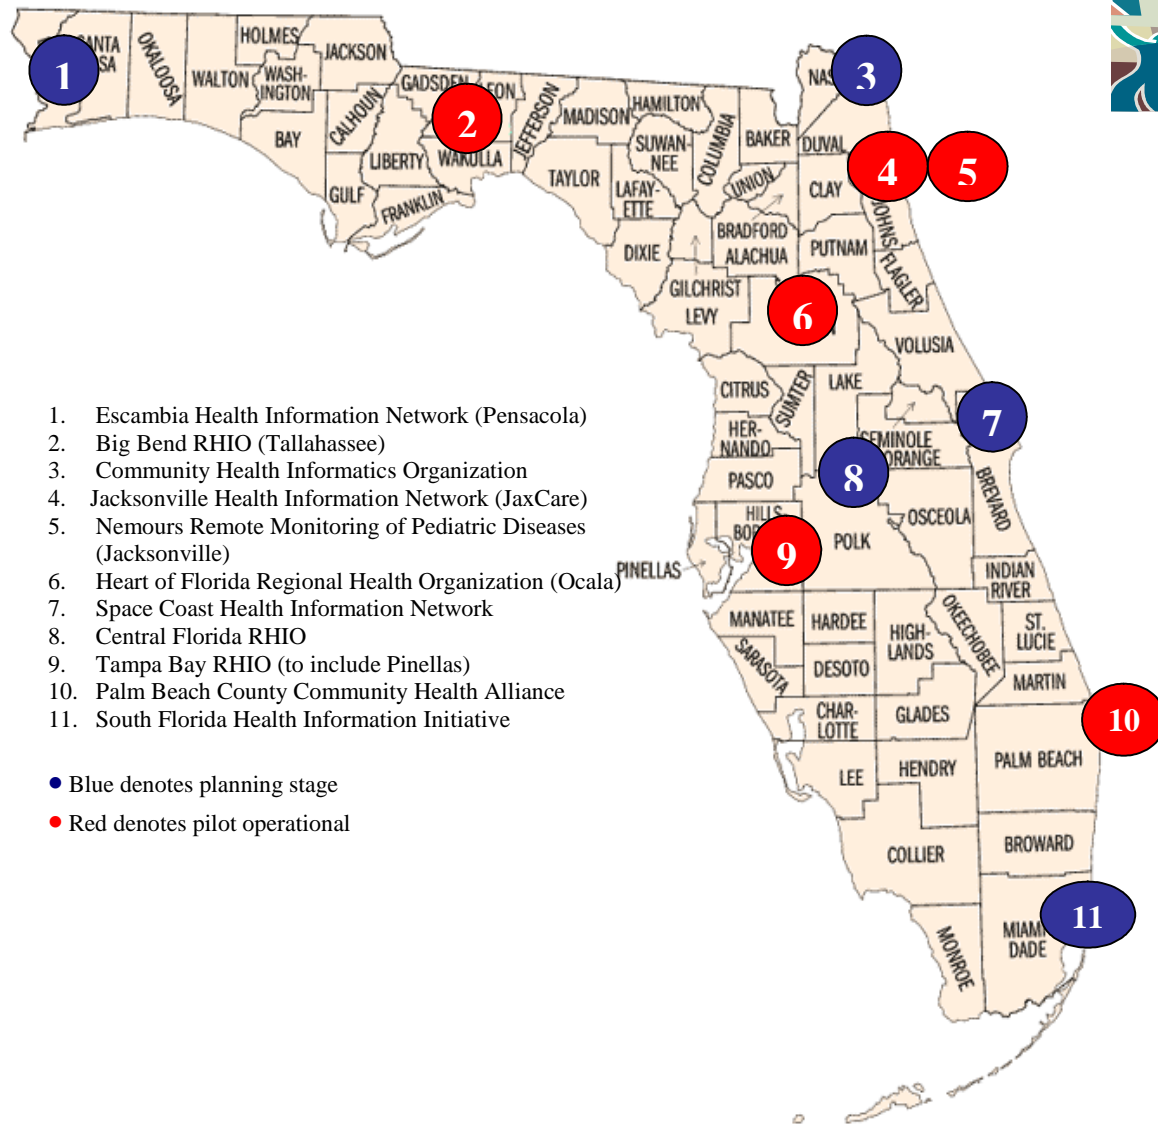 HOLMES
JACKSON
SANTA
OKALOOSA
WALTON
WASH-
INGTON
1
GADSDEN
2
BAY
CALHOUN
LIBERTY
WAKULLA
JEFFERSON
MADISON
HAMILTON
SUWAN-
NEE
COLUMBIA
BAKER
3
DUVAL
4
5
GULF
FRANKLIN
TAYLOR
LAFAY-
ETTE
UNION
CLAY
JOHNS
DIXIE
BRADFORD
ALACHUA
PUTNAM
FLAGLER
GILCHRIST
LEVY
6
VOLUSIA
CITRUS
SUMTER
LAKE
7
HER-
NANDO
SEMINOLE
ORANGE
8
PASCO
BREVARD
OSCEOLA
POLK
9
PINELLAS
INDIAN
RIVER
MANATEE
HARDEE
HIGH-
LANDS
OKEECHOBEE
ST.
LUCIE
SARASOTA
DESOTO
MARTIN
CHAR-
LOTTE
GLADES
10
LEE
HENDRY
PALM BEACH
COLLIER
BROWARD
11
MIAMI
DADE
MONROE
1. Escambia Health Information Network (Pensacola)
2. Big Bend RHIO (Tallahassee)
3. Community Health Informatics Organization
4. Jacksonville Health Information Network (JaxCare)
5. Nemours Remote Monitoring of Pediatric Diseases
(Jacksonville)
6. Heart of Florida Regional Health Organization (Ocala)
7. Space Coast Health Information Network
8. Central Florida RHIO
9. Tampa Bay RHIO (to include Pinellas)
10. Palm Beach County Community Health Alliance
11. South Florida Health Information Initiative
● Blue denotes planning stage
● Red denotes pilot operational